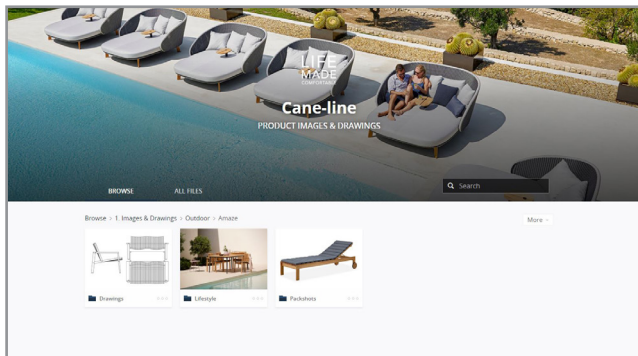 LIFE
MADE
COMFORTABLE
Cane-line
PRODUCT IMAGES & DRAWINGS
BROWSE
ALL FILES
Search
Browse > 1. Images & Drawings > Outdoor > Amaze
More
Drawings
Lifestyle
Packshots